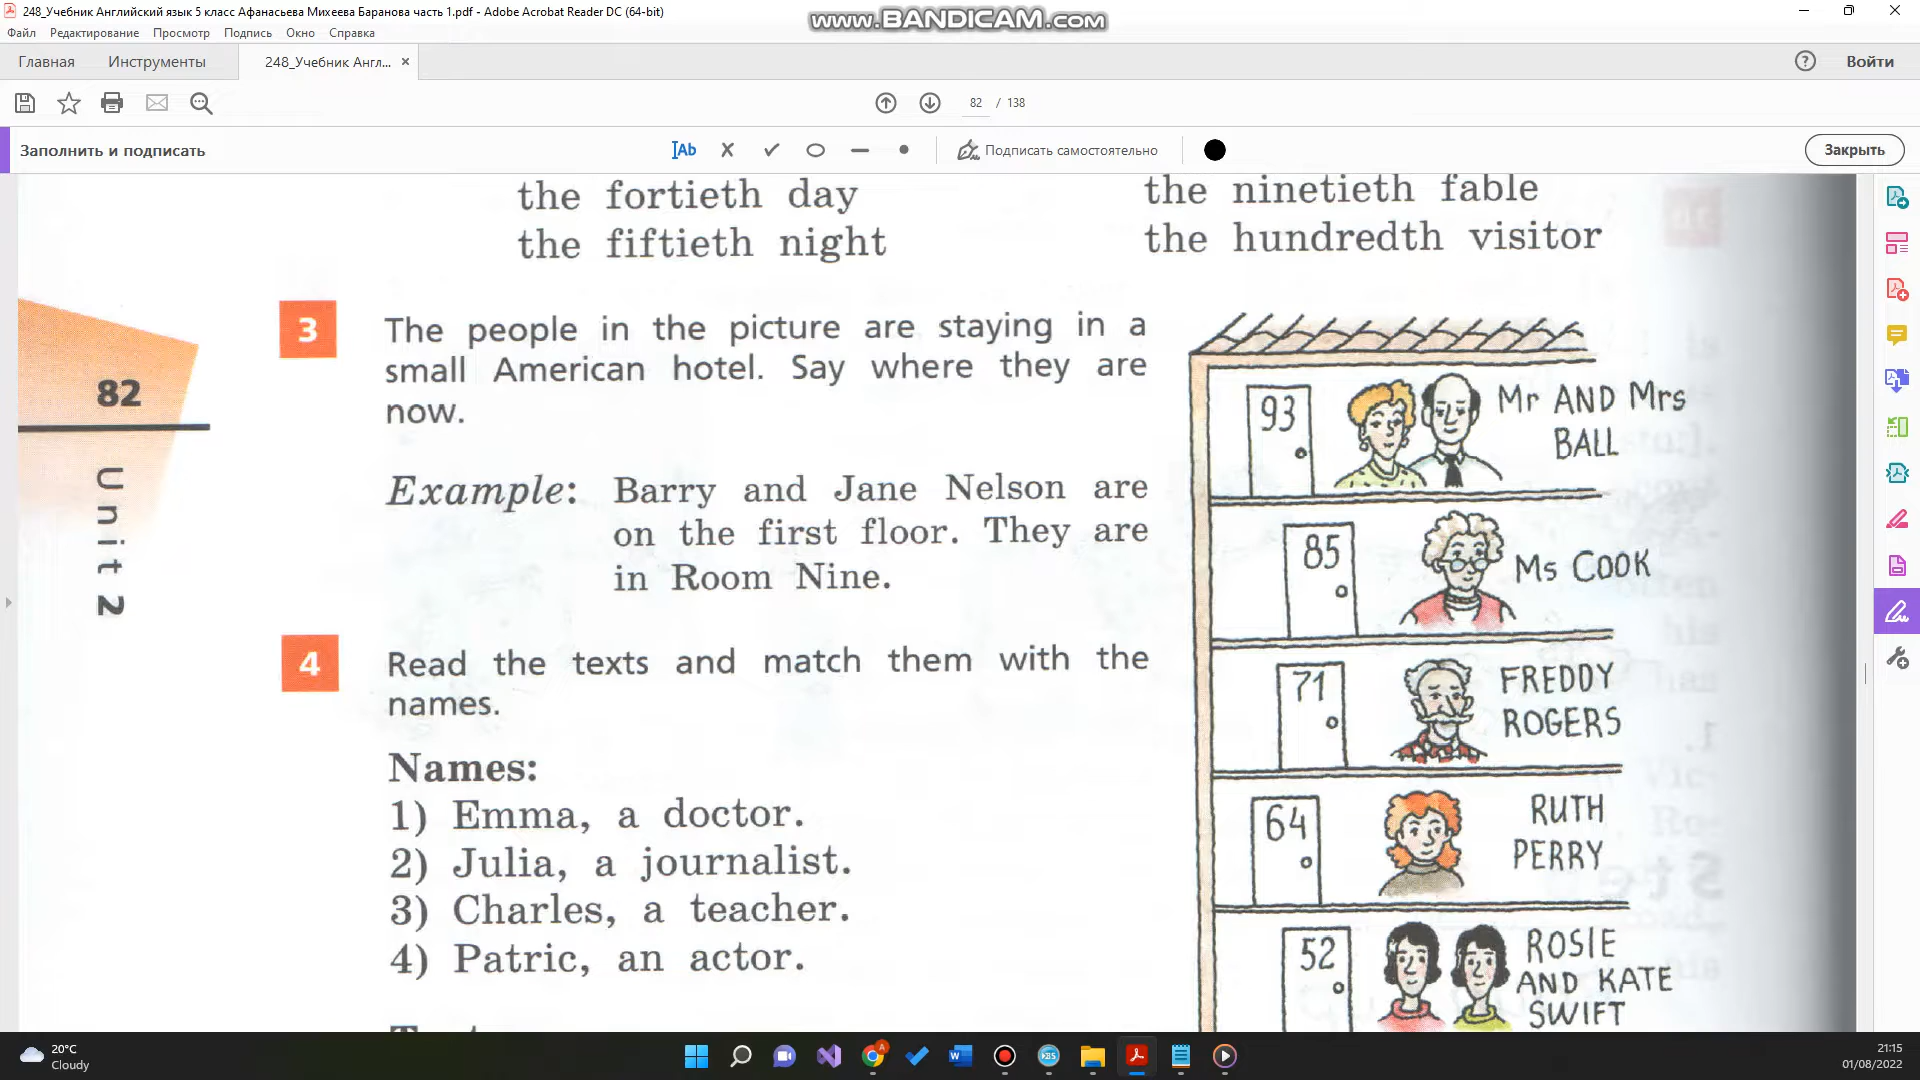 248_Учебник Английский язык 5 класс Афанасьева Михеева Баранова часть 1.pdf - Adobe Acrobat Reader DC (64-bit)
www.BANDICAM.com
Файл Редактирование Просмотр Подпись Окно Справка
Главная Инструменты 248_Учебник Англ... × Войти
82 / 138
Заполнить и подписать Ab Подписать самостоятельно Закрыть
the fortieth day
the fiftieth night
the ninetieth fable
the hundredth visitor
82
Unit 2
3 The people in the picture are staying in a
small American hotel. Say where they are
now.
Example: Barry and Jane Nelson are
on the first floor. They are
in Room Nine.
4 Read the texts and match them with the
names.
Names:
1) Emma, a doctor.
2) Julia, a journalist.
3) Charles, a teacher.
4) Patric, an actor.
93 Mr AND Mrs
BALL
85 Ms COOK
71 FREDDY
ROGERS
64 RUTH
PERRY
52 ROSIE
AND KATE
SWIFT
20°C
Cloudy
21:15
01/08/2022